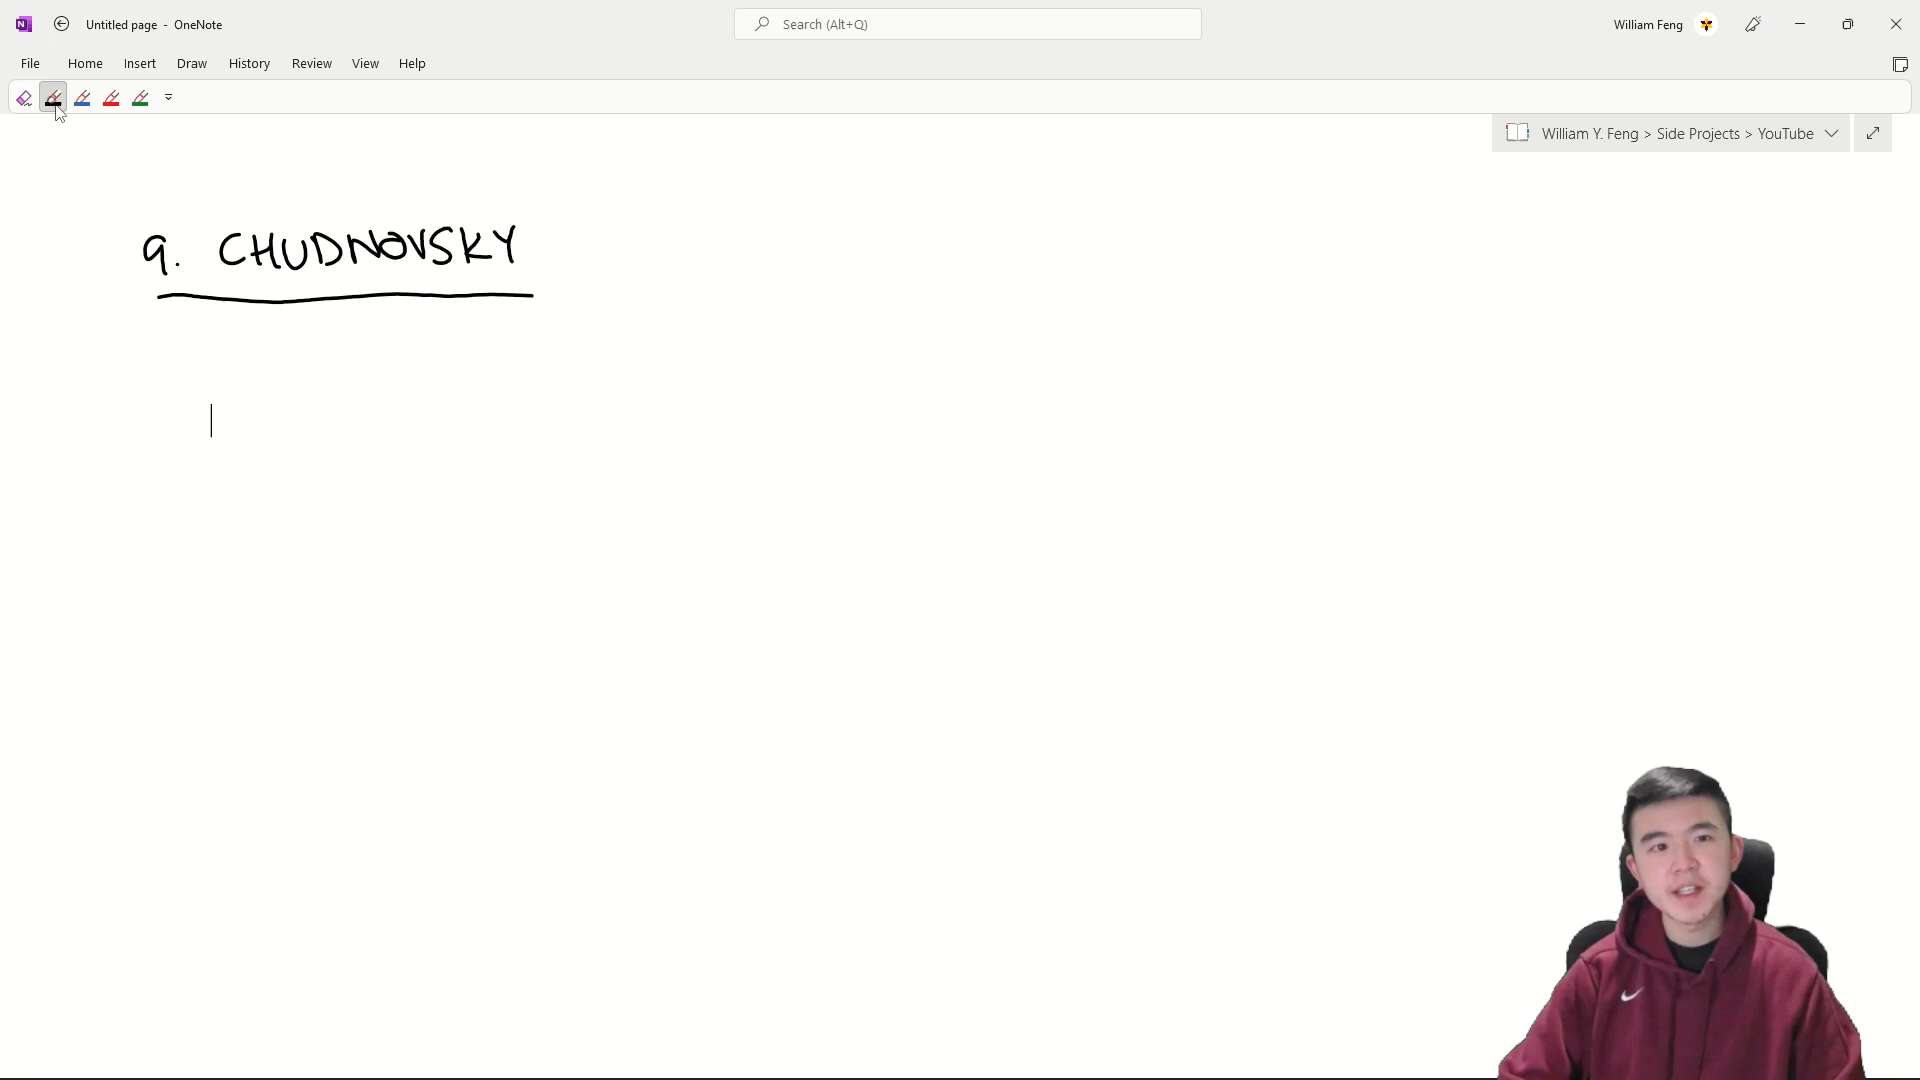 Untitled page - OneNote
Search (Alt+Q)
William Feng
File Home Insert Draw History Review View Help
William Y. Feng > Side Projects > YouTube
9. CHUDNOVSKY